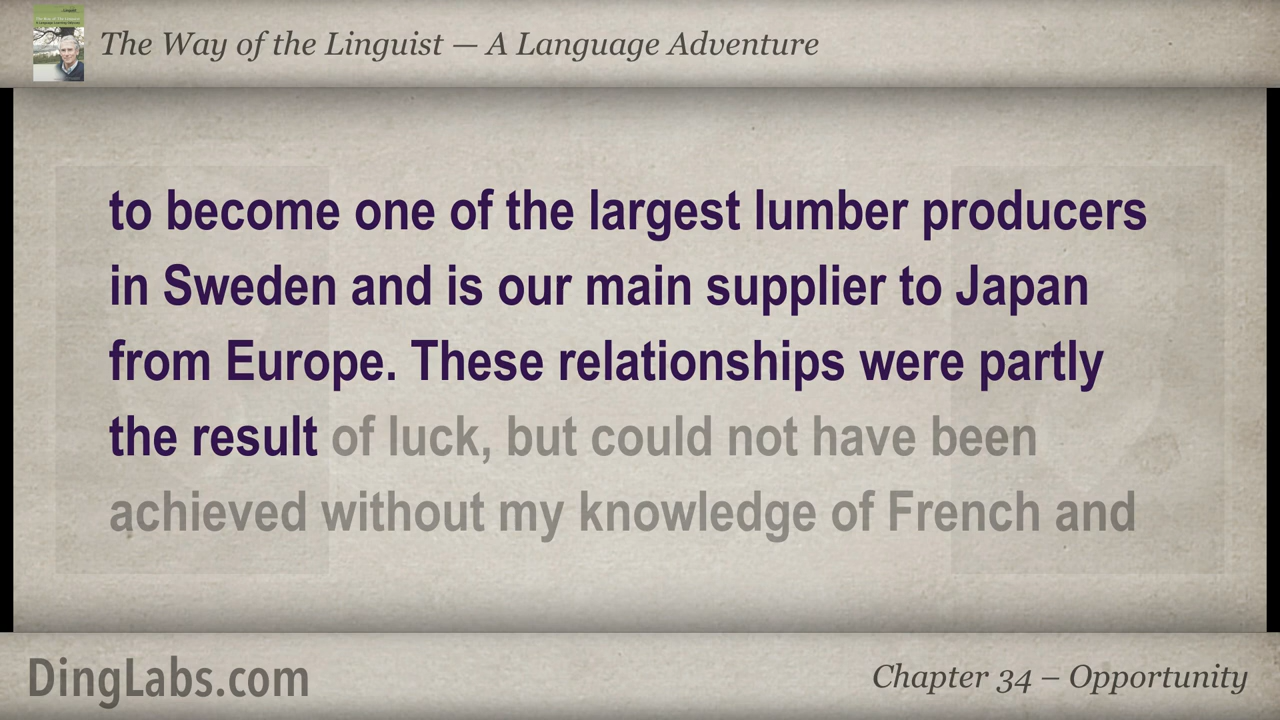 The Way of the Linguist — A Language Adventure
to become one of the largest lumber producers
in Sweden and is our main supplier to Japan
from Europe. These relationships were partly
the result of luck, but could not have been
achieved without my knowledge of French and
DingLabs.com
Chapter 34 – Opportunity